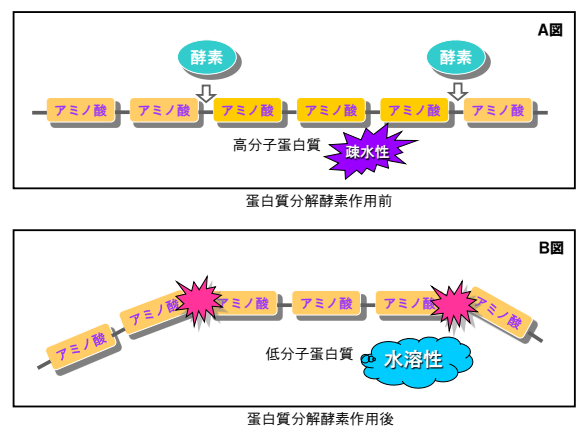 A図
酵素 酵素
アミノ酸 アミノ酸 アミノ酸 アミノ酸 アミノ酸 アミノ酸
高分子蛋白質 疎水性
蛋白質分解酵素作用前
B図
アミノ酸 アミノ酸 アミノ酸 アミノ酸 アミノ酸 アミノ酸
低分子蛋白質 水溶性
蛋白質分解酵素作用後